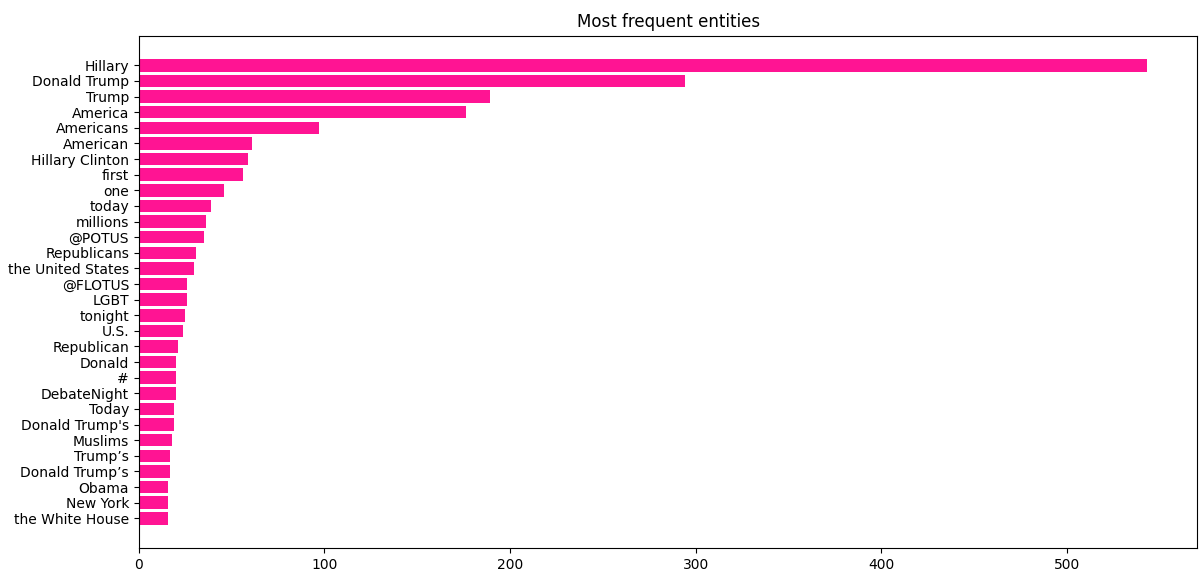 Most frequent entities
Hillary
Donald Trump
Trump
America
Americans
American
Hillary Clinton
first
one
today
millions
@POTUS
Republicans
the United States
@FLOTUS
LGBT
tonight
U.S.
Republican
Donald
#
DebateNight
Today
Donald Trump's
Muslims
Trump’s
Donald Trump’s
Obama
New York
the White House
0 100 200 300 400 500